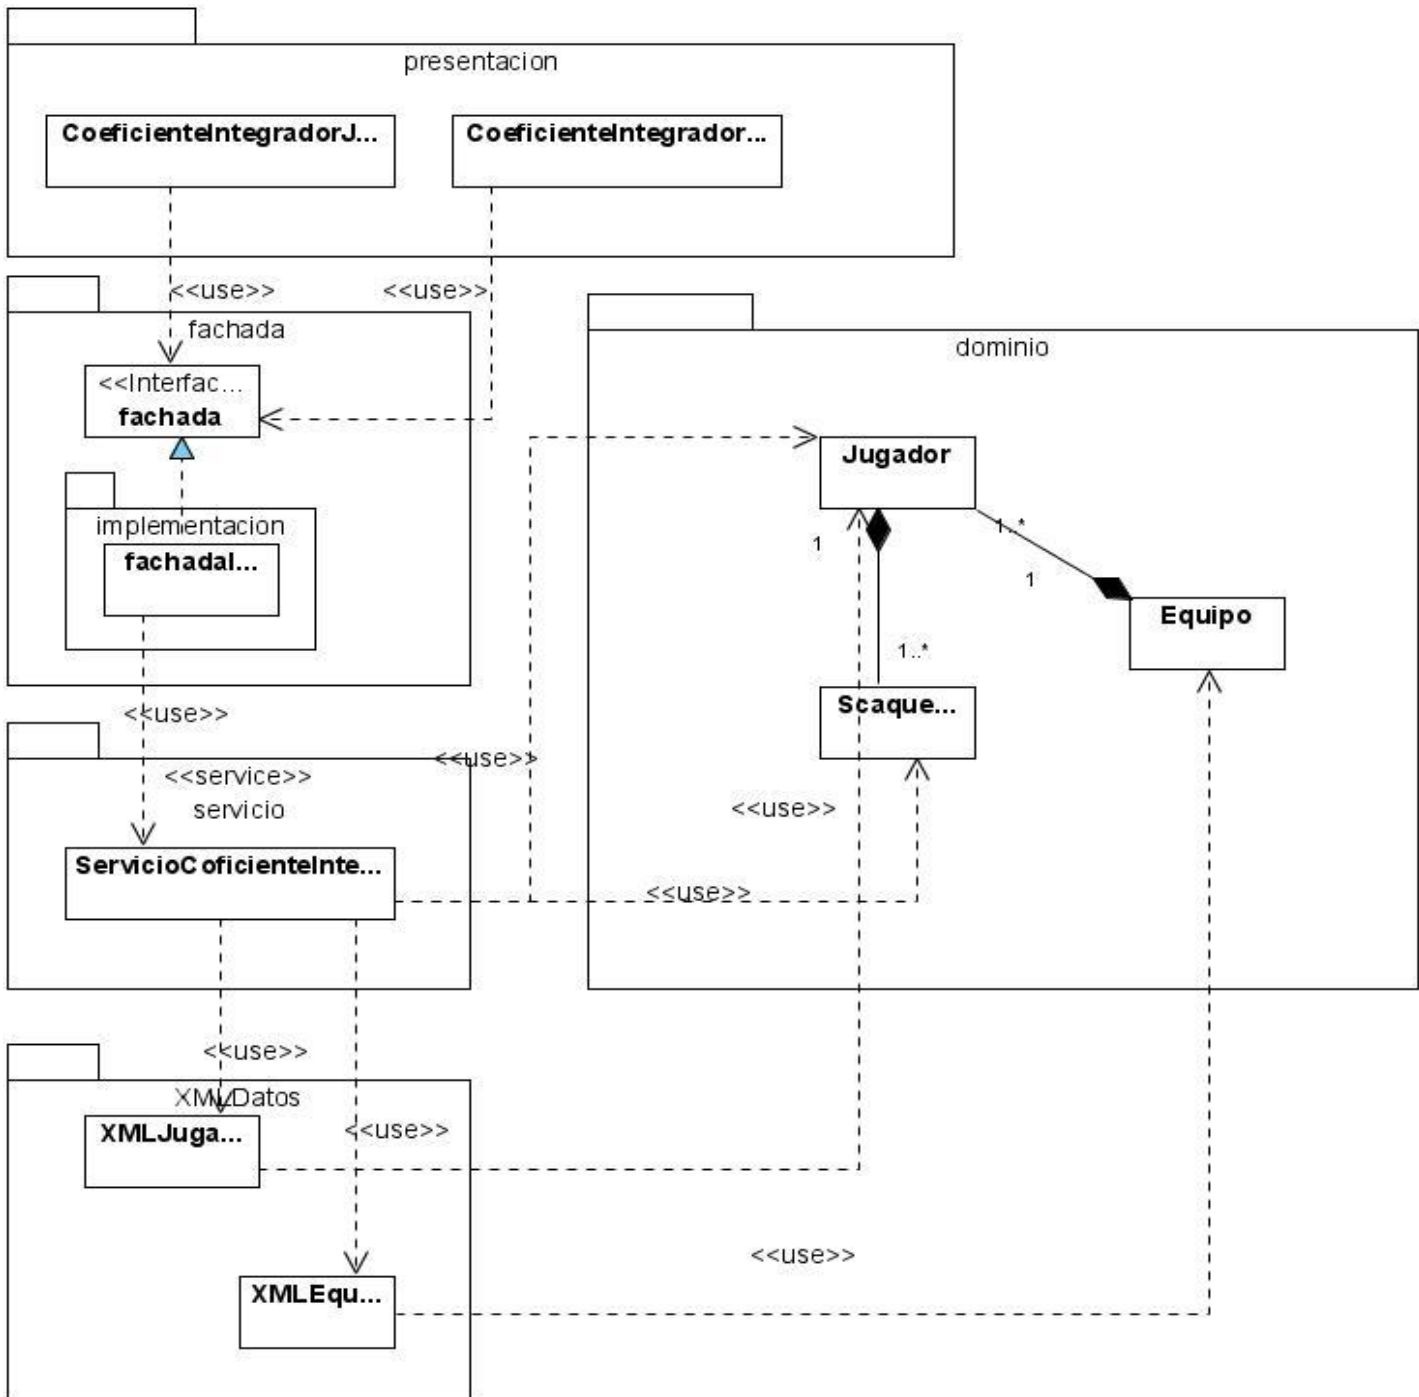 presentacion
CoeficienteIntegradorJ...
CoeficienteIntegrador...
<<use>>
<<use>>
fachada
<<Interfac...
fachada
implementacion
fachadaI...
<<use>>
dominio
Jugador
1
1..*
1
Equipo
1..*
Scaque...
<<service>>
servicio
<<use>>
<<use>>
ServicioCoficienteInte...
<<use>>
<<use>>
XMLDatos
XMLJuga...
<<use>>
<<use>>
XMLEqu...